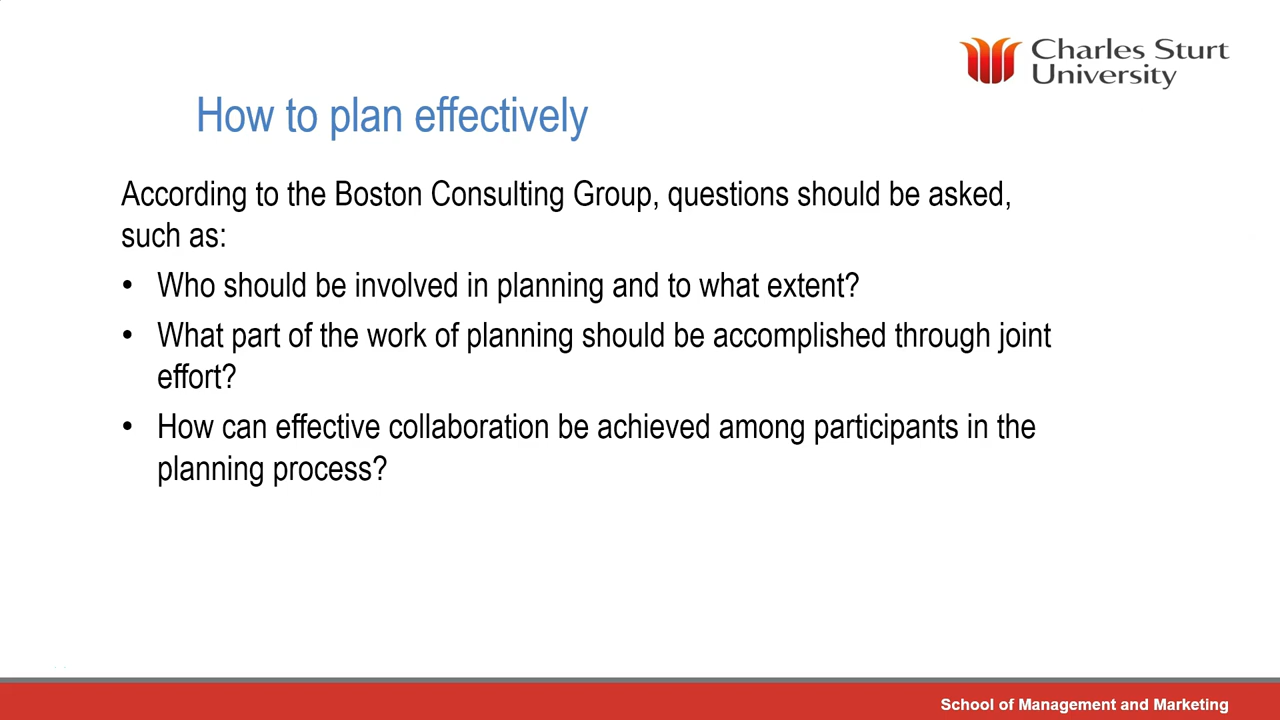 Charles Sturt
University
How to plan effectively
According to the Boston Consulting Group, questions should be asked,
such as:
• Who should be involved in planning and to what extent?
• What part of the work of planning should be accomplished through joint
effort?
• How can effective collaboration be achieved among participants in the
planning process?
School of Management and Marketing